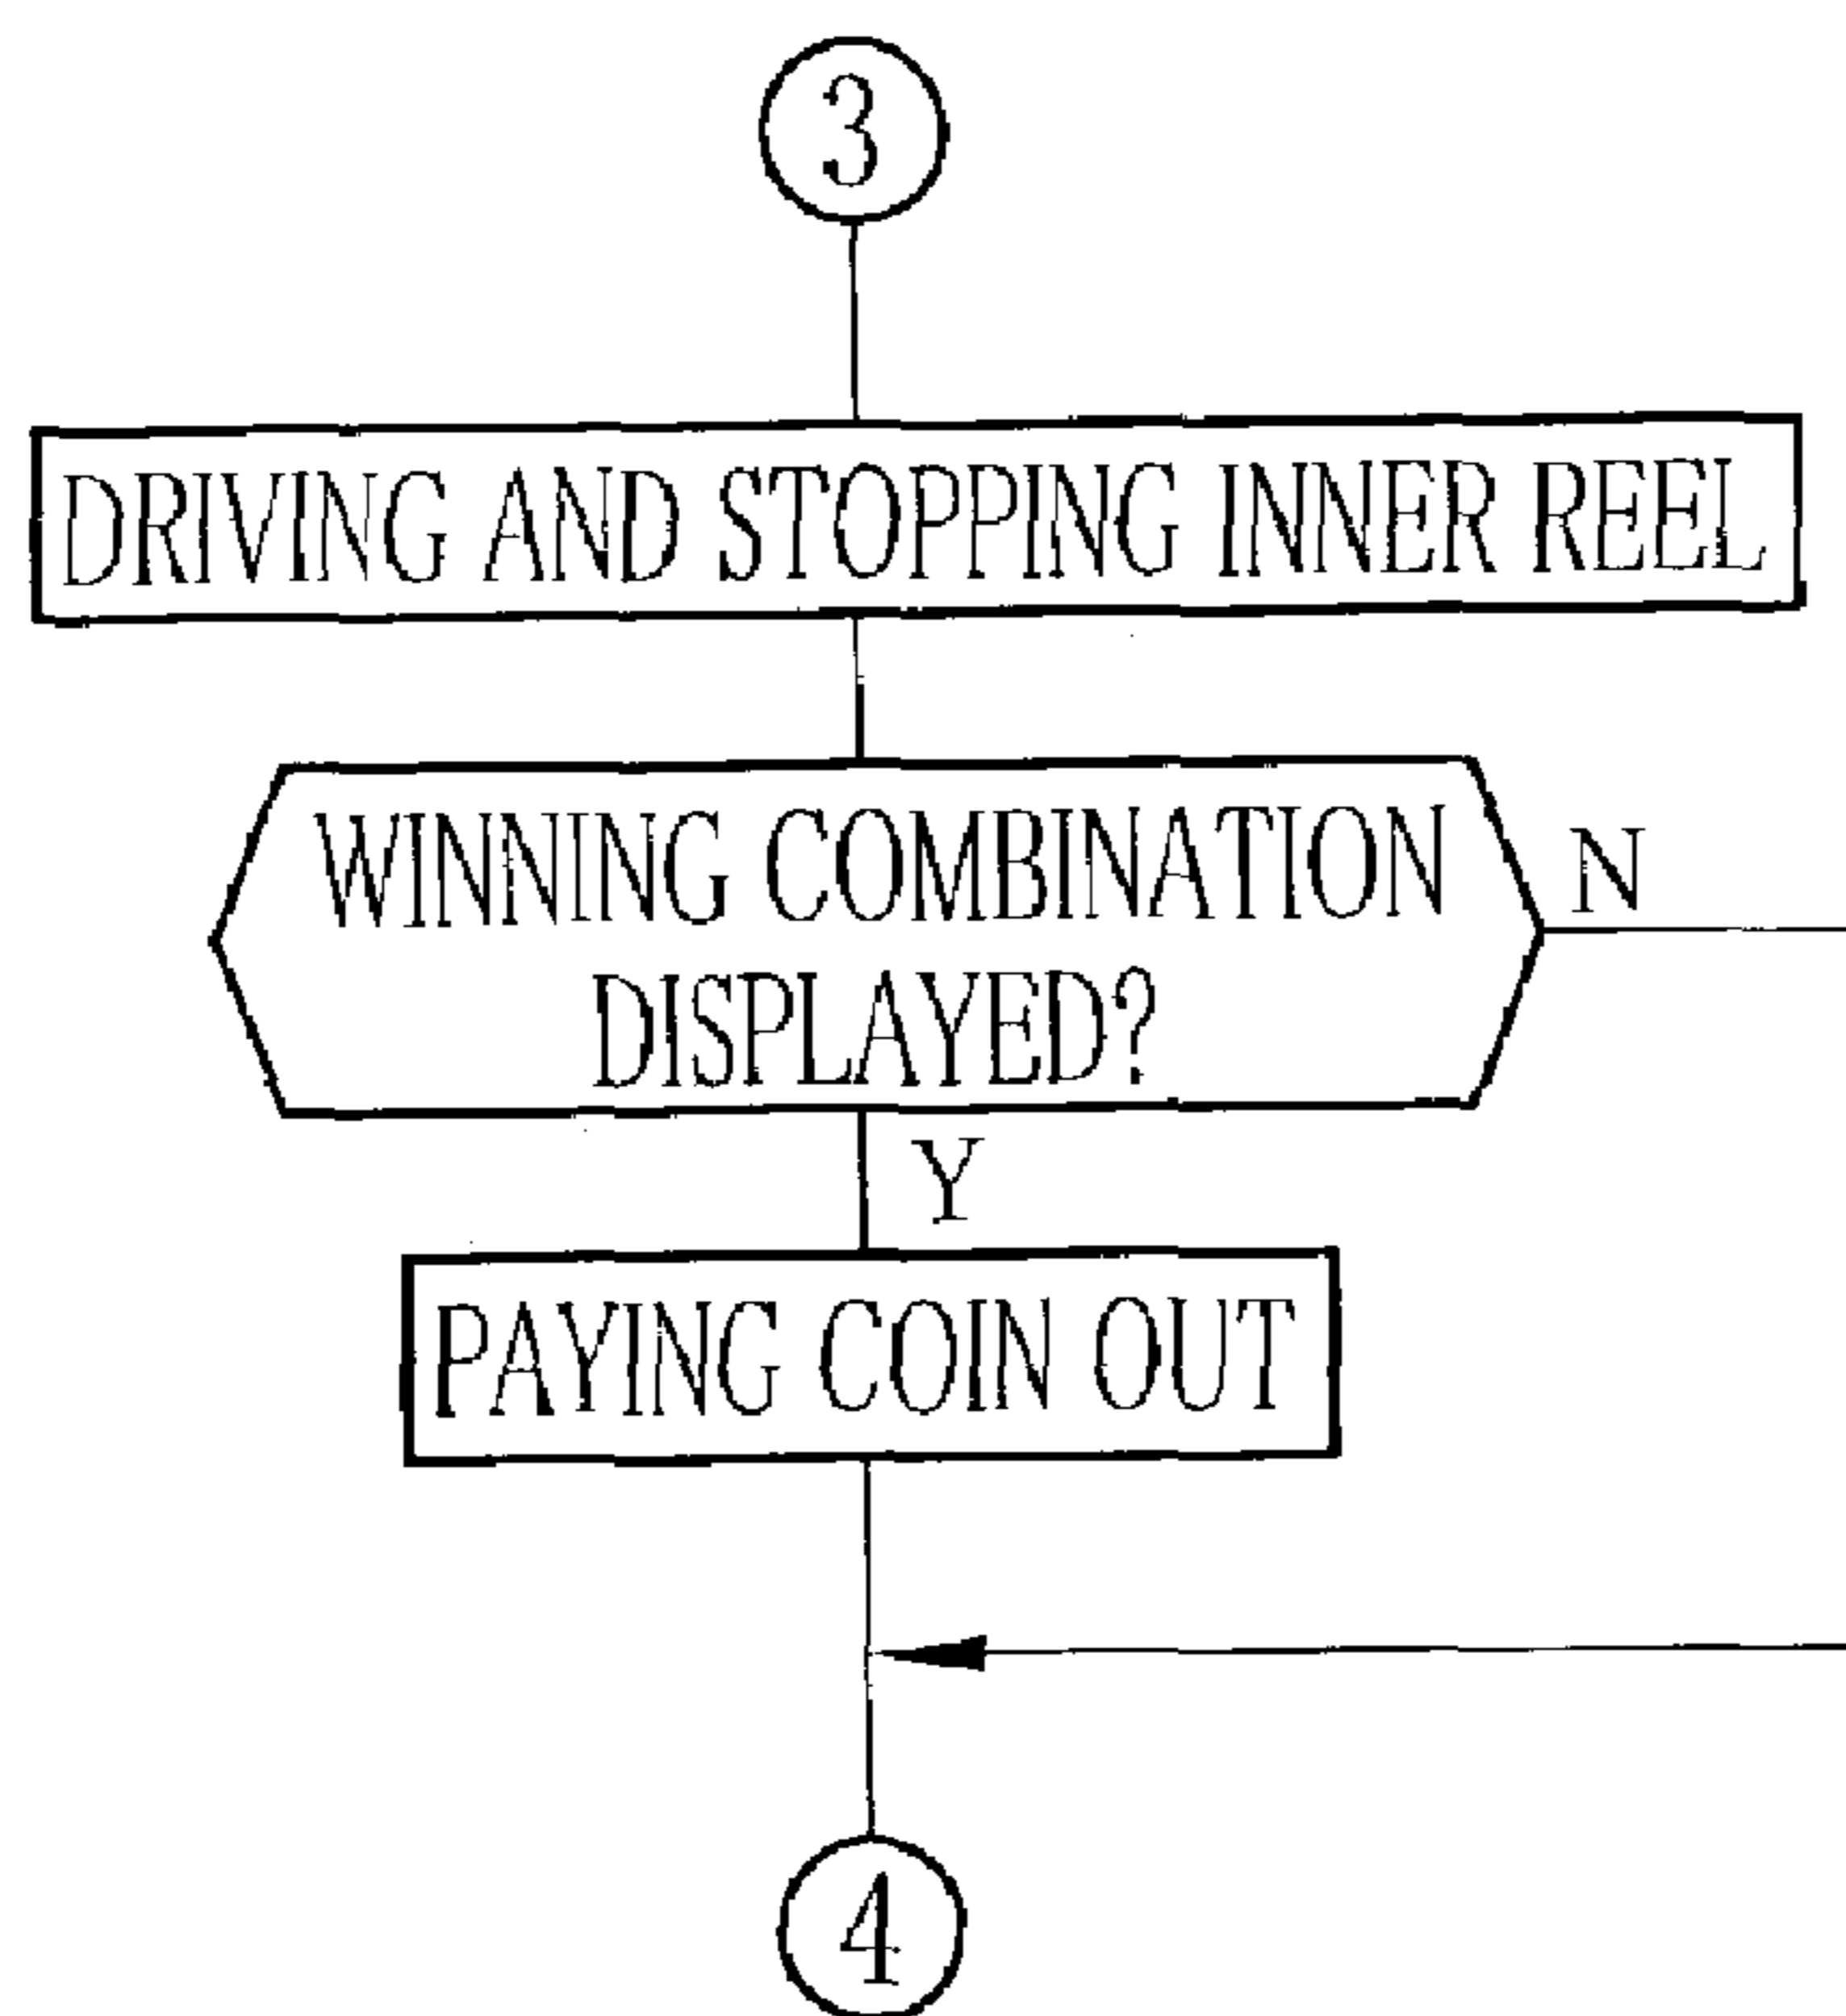 3
DRIVING AND STOPPING INNER REEL
WINNING COMBINATION
DISPLAYED?
N
Y
PAYING COIN OUT
4